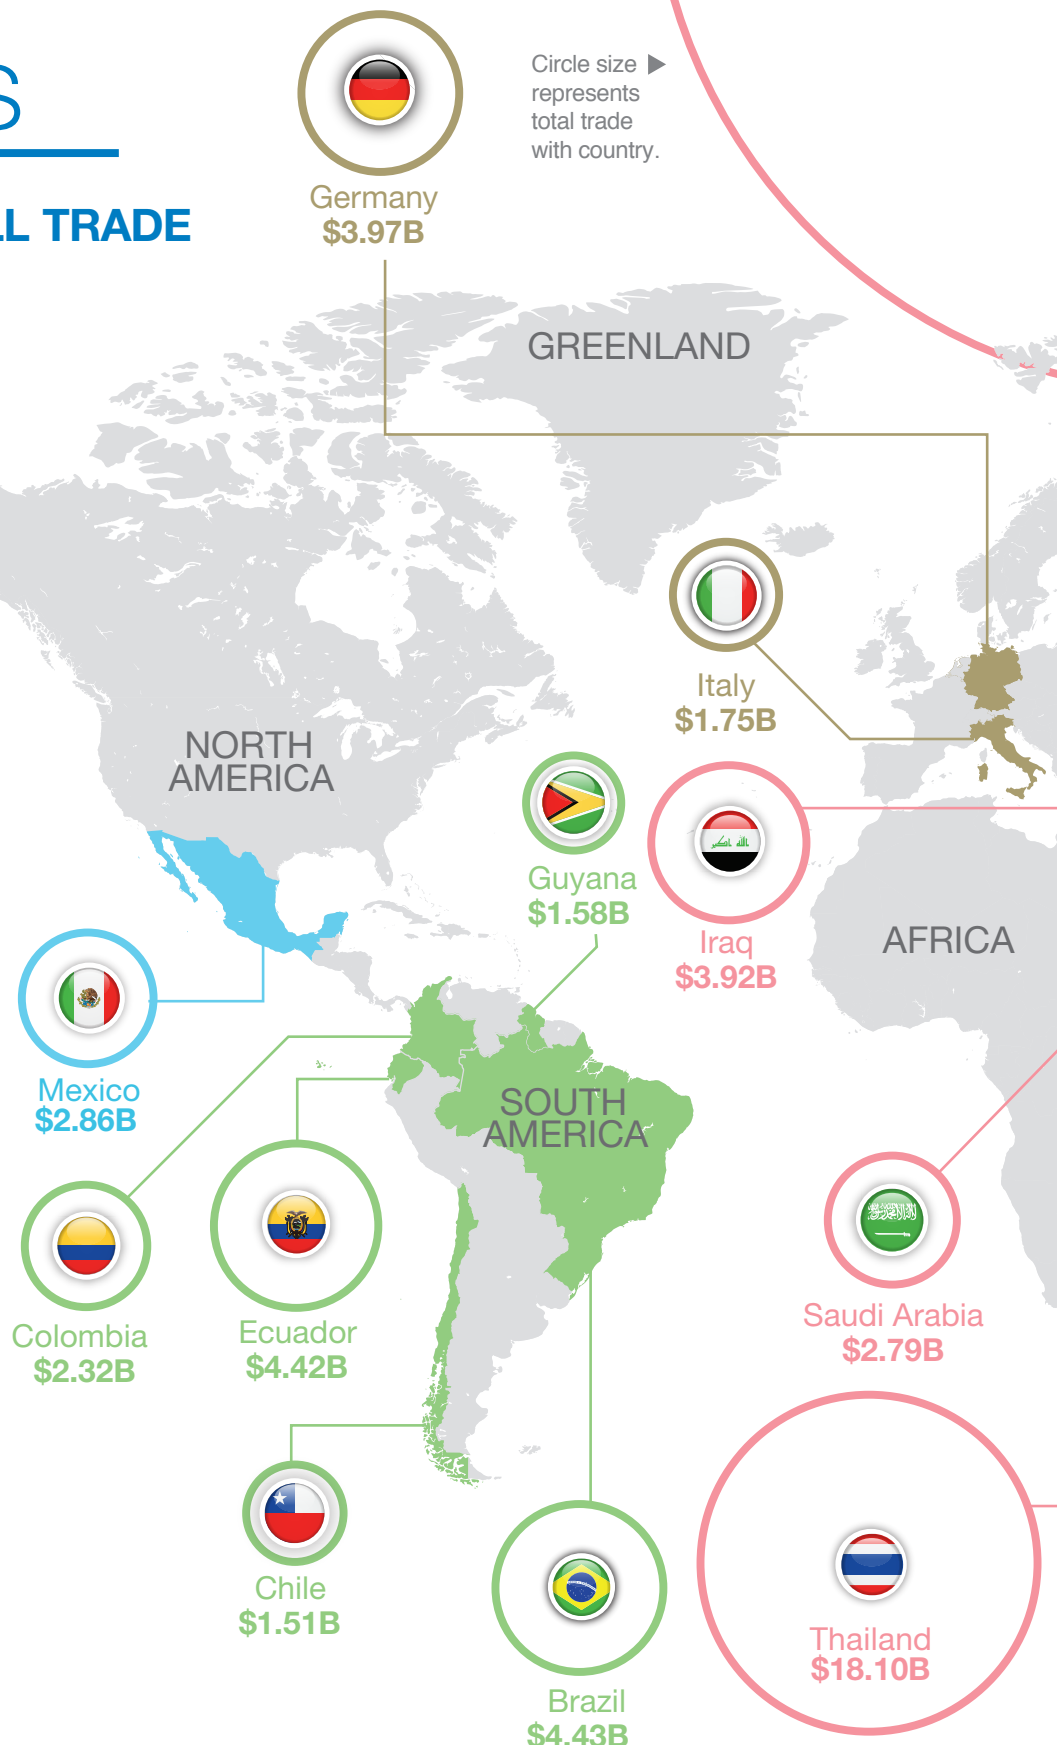 S
LL TRADE
Circle size ▶
represents
total trade
with country.
Germany
$3.97B
GREENLAND
Italy
$1.75B
NORTH
AMERICA
Guyana
$1.58B
Iraq
$3.92B
AFRICA
Mexico
$2.86B
SOUTH
AMERICA
Colombia
$2.32B
Ecuador
$4.42B
Saudi Arabia
$2.79B
Chile
$1.51B
Thailand
$18.10B
Brazil
$4.43B